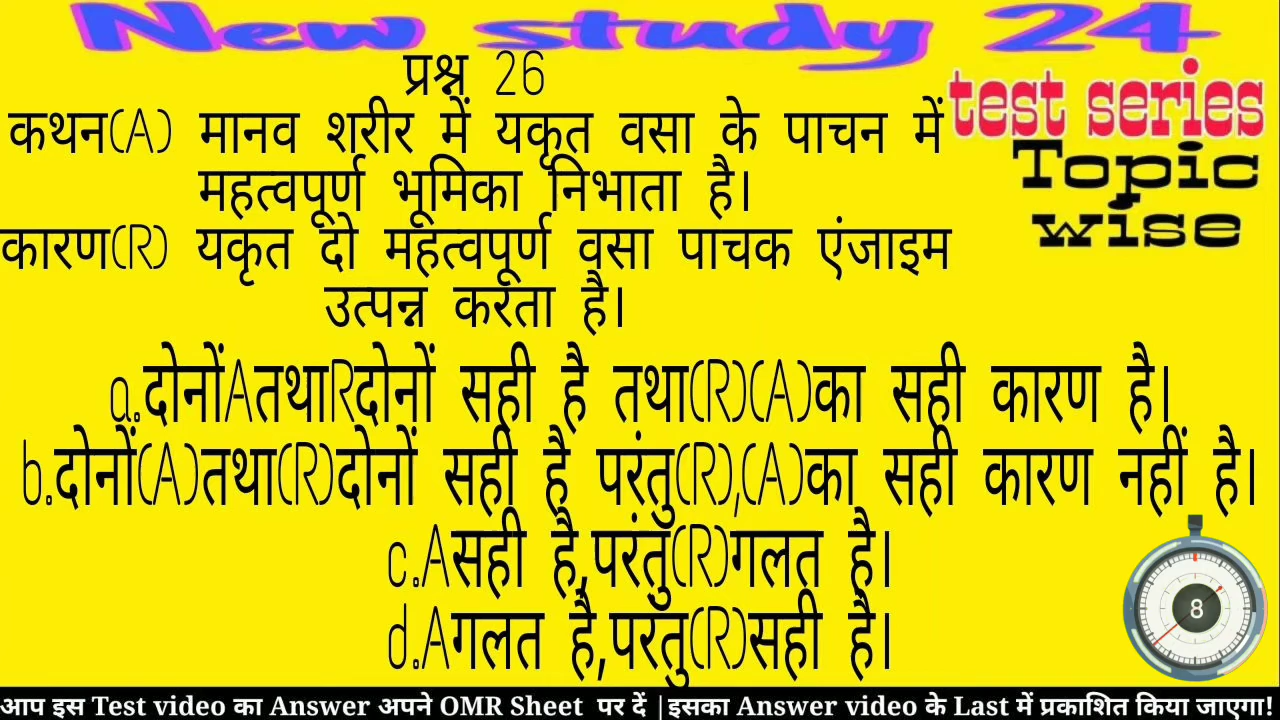 New study 24
प्रश्न 26
test series
Topic
wise
कथन(A) मानव शरीर में यकृत वसा के पाचन में
महत्वपूर्ण भूमिका निभाता है।
कारण(R) यकृत दो महत्वपूर्ण वसा पाचक एंजाइम
उत्पन्न करता है।
a.दोनोंAतथाRदोनों सही है तथा(R)(A)का सही कारण है।
b.दोनों(A)तथा(R)दोनों सही है परंतु(R),(A)का सही कारण नहीं है।
c.Aसही है,परंतु(R)गलत है।
d.Aगलत है,परंतु(R)सही है।
8
आप इस Test video का Answer अपने OMR Sheet पर दें |इसका Answer video के Last में प्रकाशित किया जाएगा!